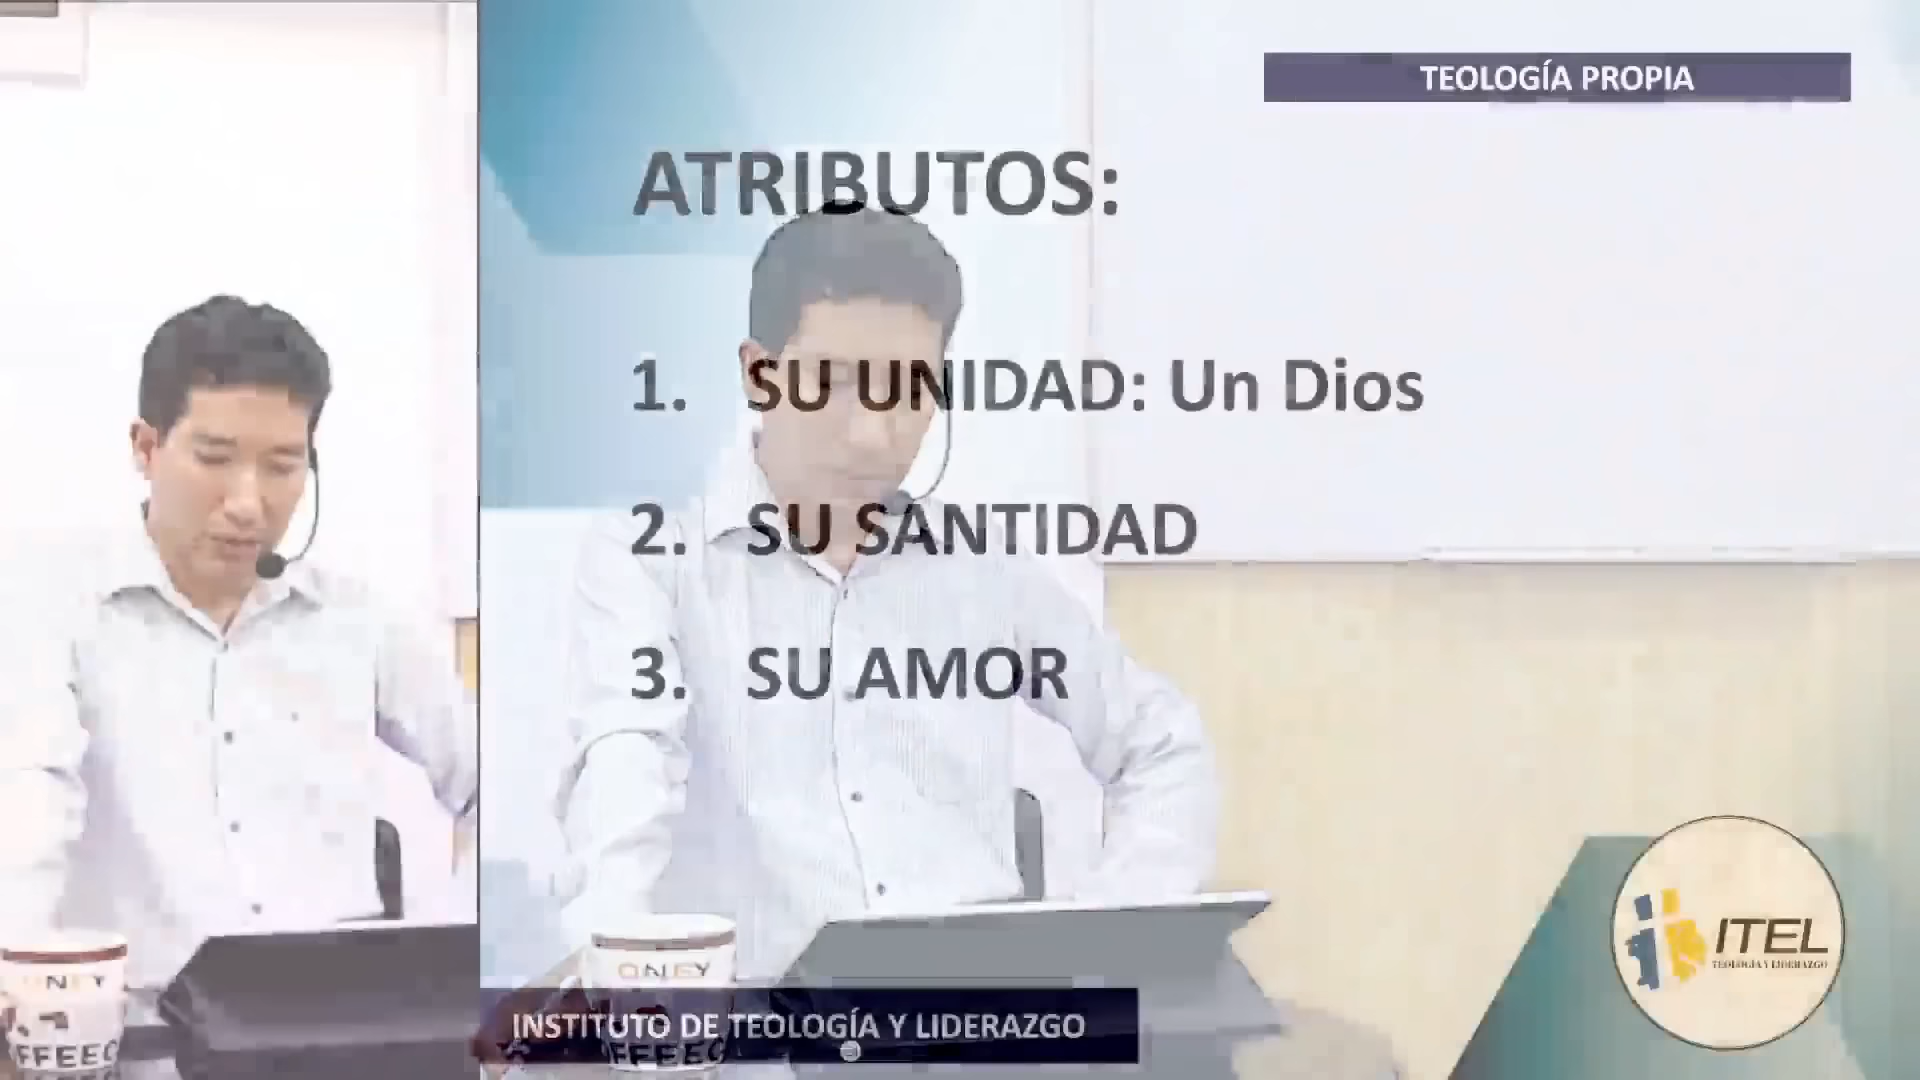 TEOLOGÍA PROPIA
ATRIBUTOS:
1. SU UNIDAD: Un Dios
2. SU SANTIDAD
3. SU AMOR
ITEL
TEOLOGÍA Y LIDERAZGO
INSTITUTO DE TEOLOGÍA Y LIDERAZGO